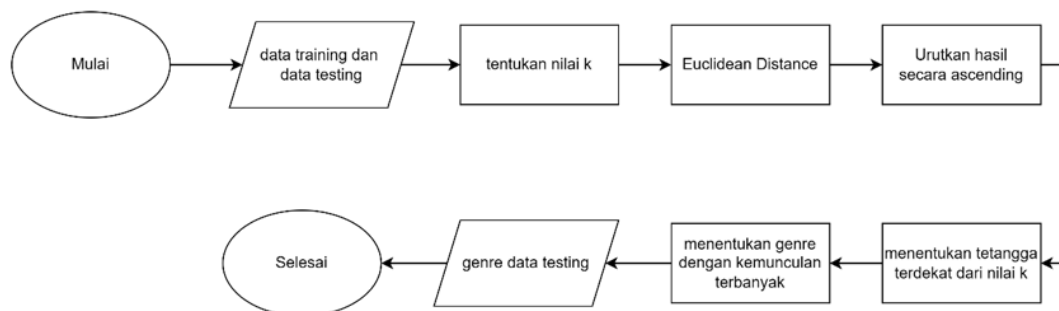 Mulai
data training dan
data testing
tentukan nilai k
Euclidean Distance
Urutkan hasil
secara ascending
menentukan tetangga
terdekat dari nilai k
menentukan genre
dengan kemunculan
terbanyak
genre data testing
Selesai